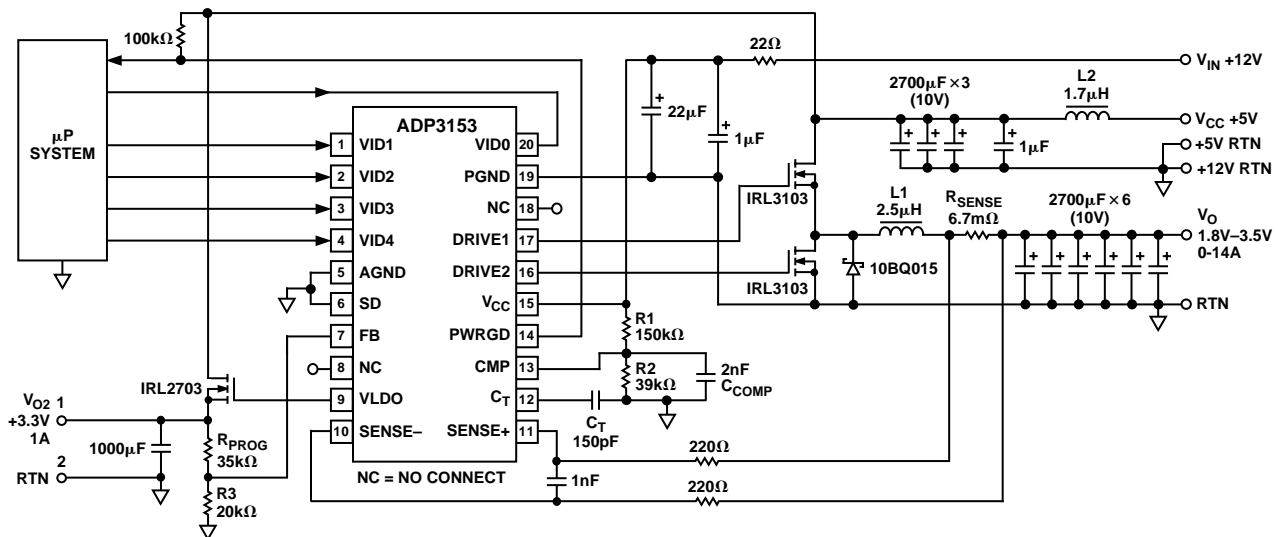 100kΩ
22Ω
V_IN +12V
2700μF × 3
(10V)
L2
1.7μH
V_CC +5V
+5V RTN
+12V RTN
22μF
1μF
1μF
μP
SYSTEM
ADP3153
1 VID1
VID0 20
2 VID2
PGND 19
3 VID3
NC 18
4 VID4
DRIVE1 17
5 AGND
DRIVE2 16
6 SD
V_CC 15
7 FB
PWRGD 14
8 NC
CMP 13
9 VLDO
C_T 12
10 SENSE–
SENSE+ 11
NC = NO CONNECT
IRL3103
IRL3103
L1
2.5μH
R_SENSE
6.7mΩ
2700μF × 6
(10V)
V_O
1.8V–3.5V
0-14A
10BQ015
RTN
R1
150kΩ
R2
39kΩ
2nF
C_COMP
C_T
150pF
IRL2703
V_O2 1
+3.3V
1A
1000μF
R_PROG
35kΩ
2
RTN
R3
20kΩ
220Ω
1nF
220Ω